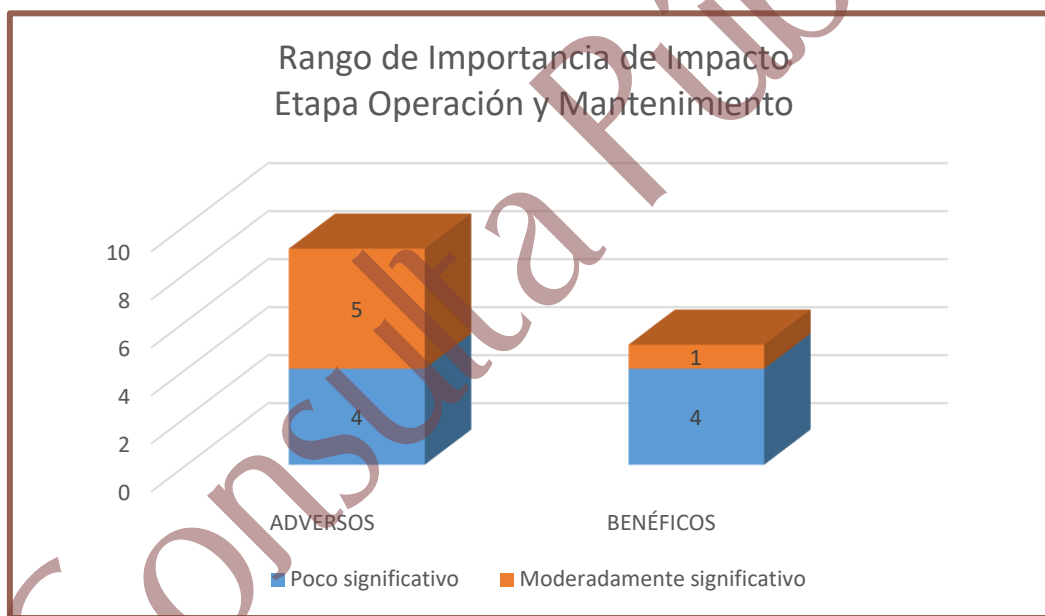 Rango de Importancia de Impacto
Etapa Operación y Mantenimiento
10
8
6
4
2
0
5
4
1
4
ADVERSOS BENÉFICOS
Poco significativo Moderadamente significativo
Consulta Púb